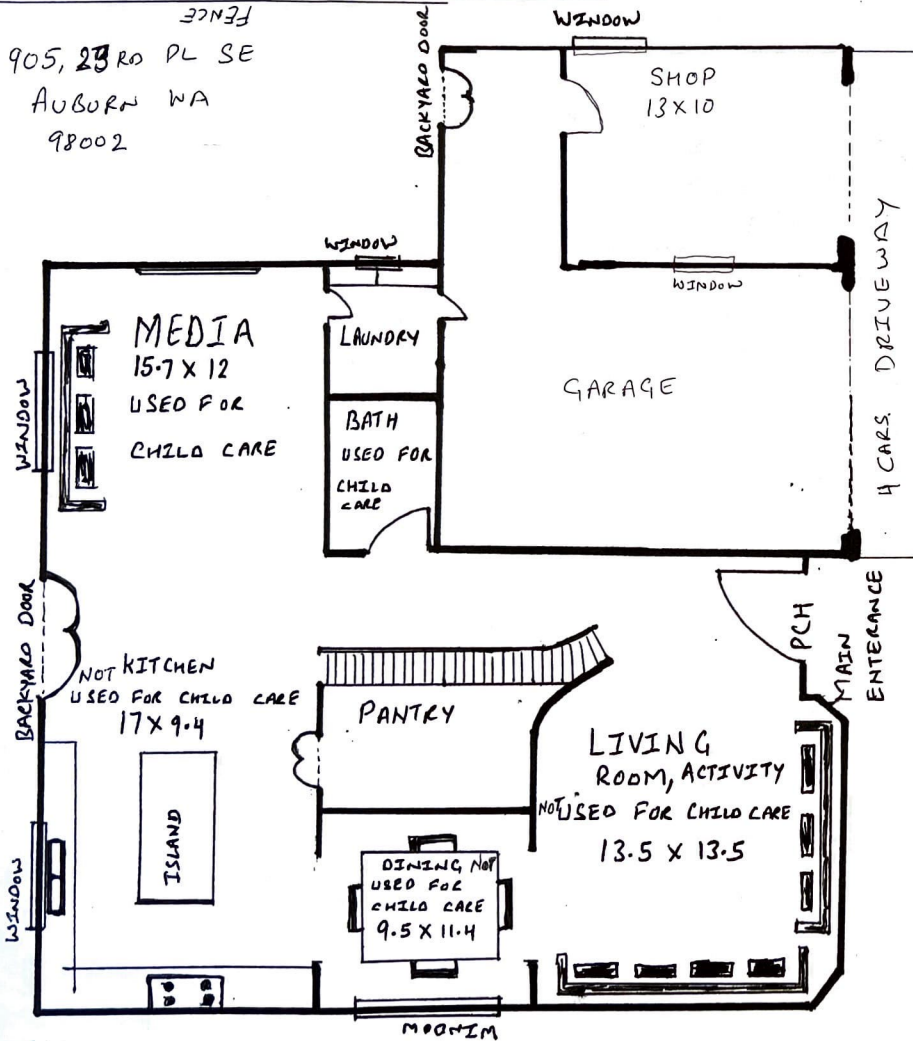 FENCE
905, 23 RD PL SE
AUBURN WA
98002
WINDOW
BACKYARD DOOR
SHOP
13X10
WINDOW
WINDOW
4 CARS. DRIVEWAY
MEDIA
15.7 X 12
USED FOR
CHILD CARE
WINDOW
LAUNDRY
GARAGE
BATH
USED FOR
CHILD
CARE
BACKYARD DOOR
PCH
MAIN
ENTERANCE
NOT KITCHEN
USED FOR CHILD CARE
17 X 9.4
PANTRY
LIVING
ROOM, ACTIVITY
NOT USED FOR CHILD CARE
13.5 X 13.5
ISLAND
WINDOW
DINING NOT
USED FOR
CHILD CARE
9.5 X 11.4
WINDOW